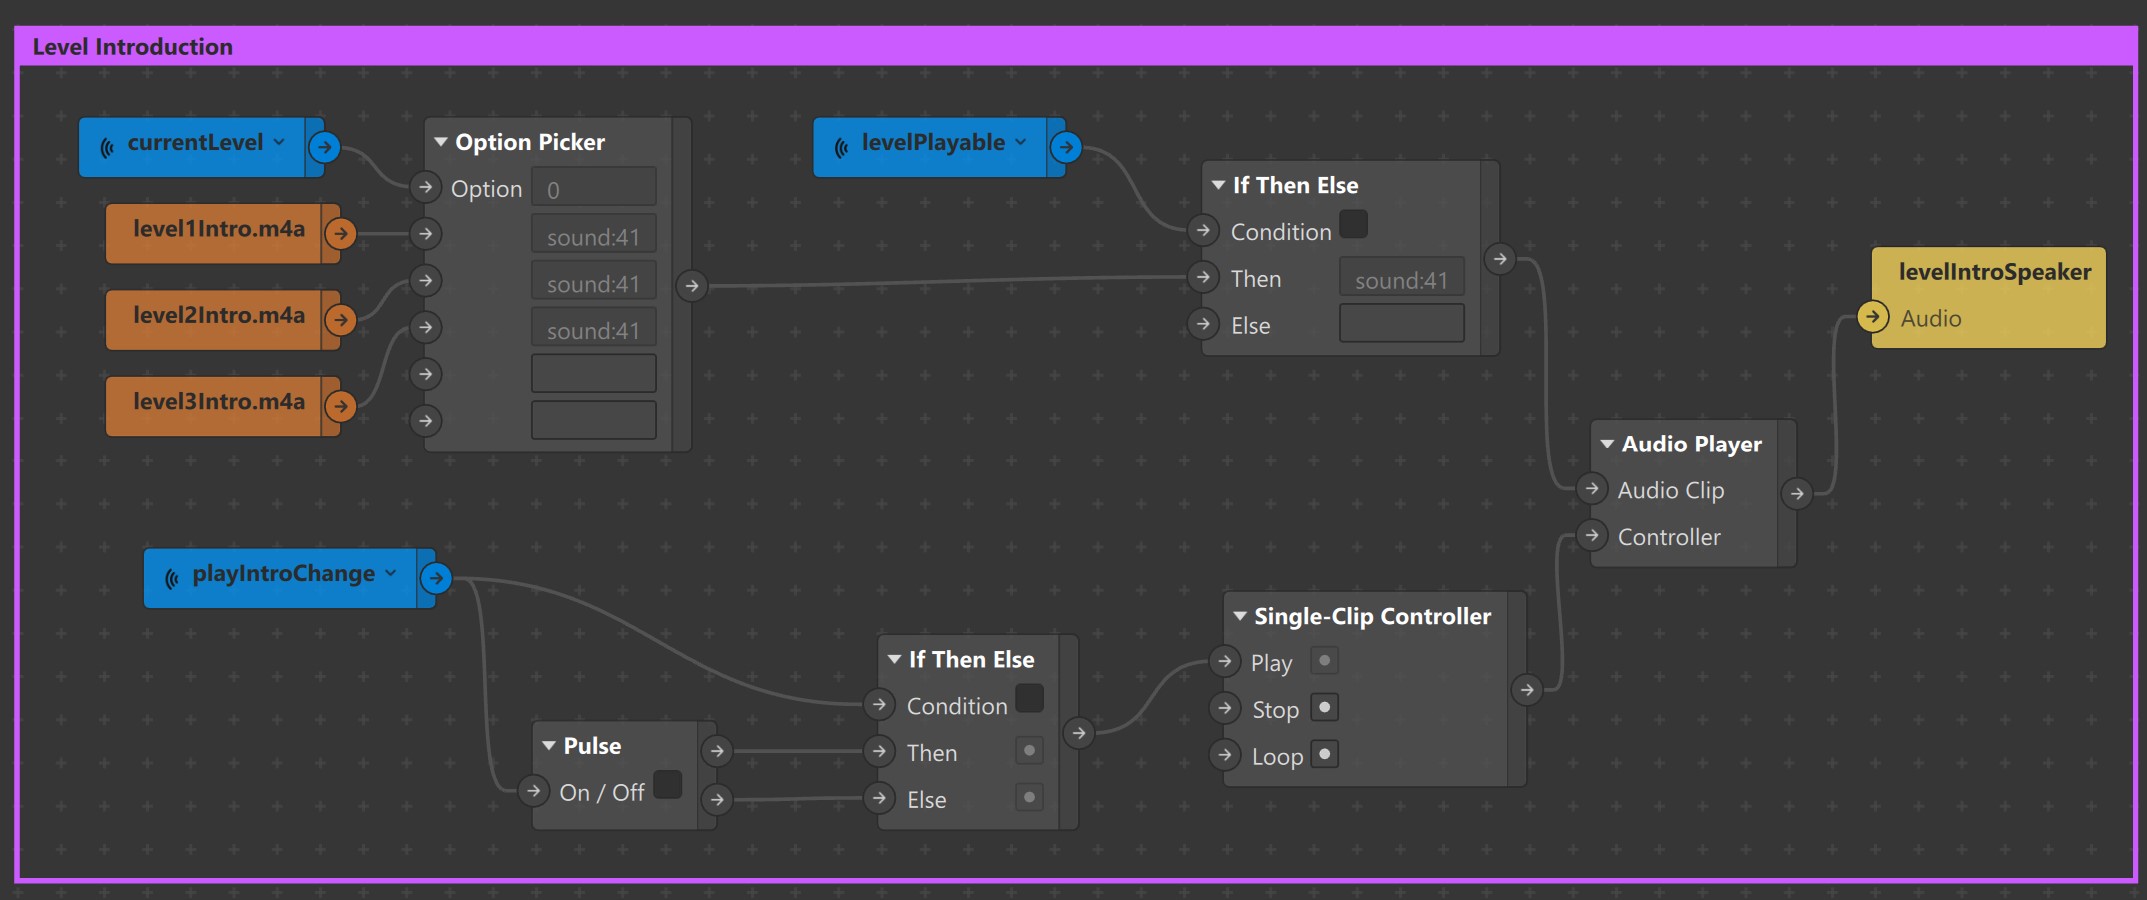 Level Introduction
currentLevel
level1Intro.m4a
level2Intro.m4a
level3Intro.m4a
Option Picker
Option 0
sound:41
sound:41
sound:41
levelPlayable
If Then Else
Condition
Then sound:41
Else
levelIntroSpeaker
Audio
Audio Player
Audio Clip
Controller
playIntroChange
Pulse
On / Off
If Then Else
Condition
Then
Else
Single-Clip Controller
Play
Stop
Loop